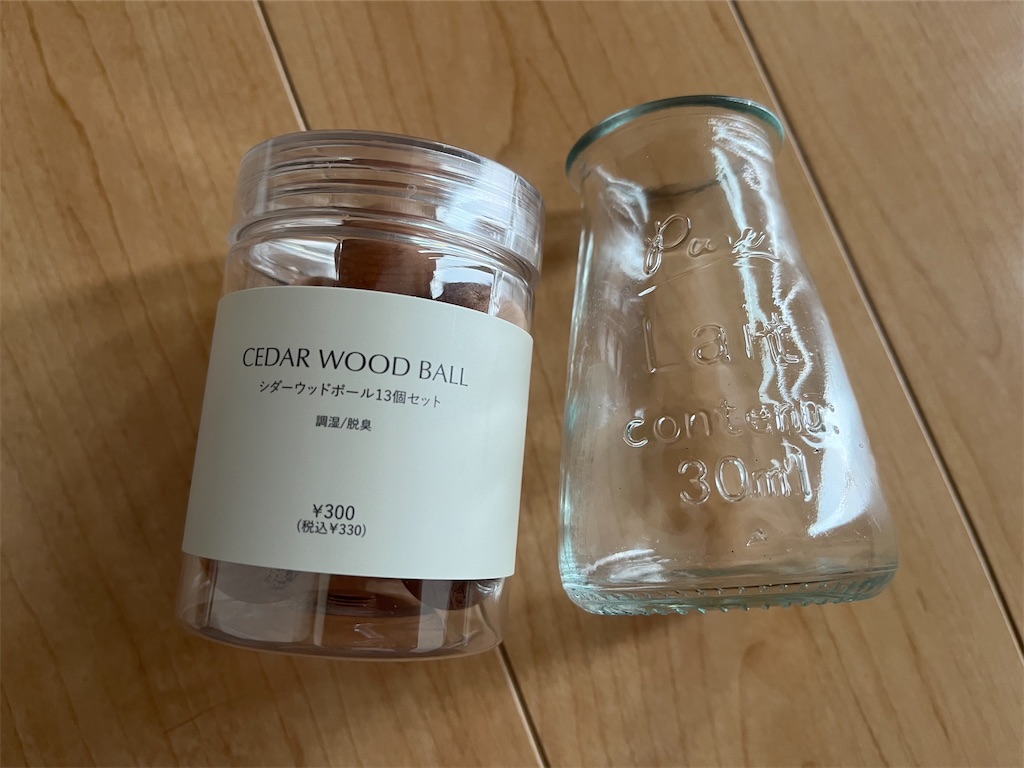 CEDAR WOOD BALL
シダーウッドボール13個セット
調湿/脱臭
¥300
(税込¥330)
Lait
30ml